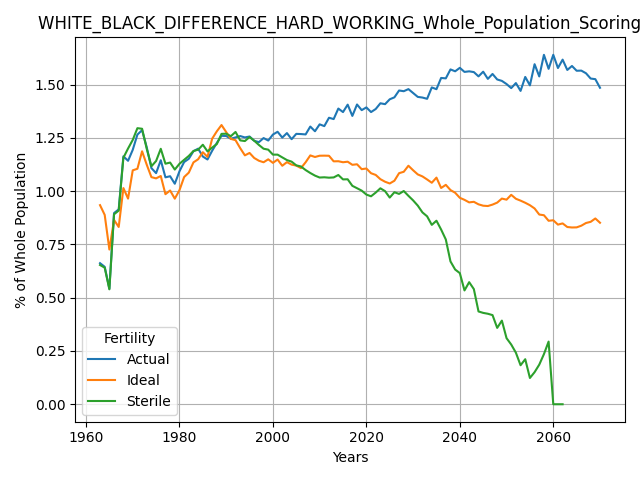 WHITE_BLACK_DIFFERENCE_HARD_WORKING_Whole_Population_Scoring
% of Whole Population
1.50
1.25
1.00
0.75
0.50
0.25
0.00
Fertility
Actual
Ideal
Sterile
1960 1980 2000 2020 2040 2060
Years